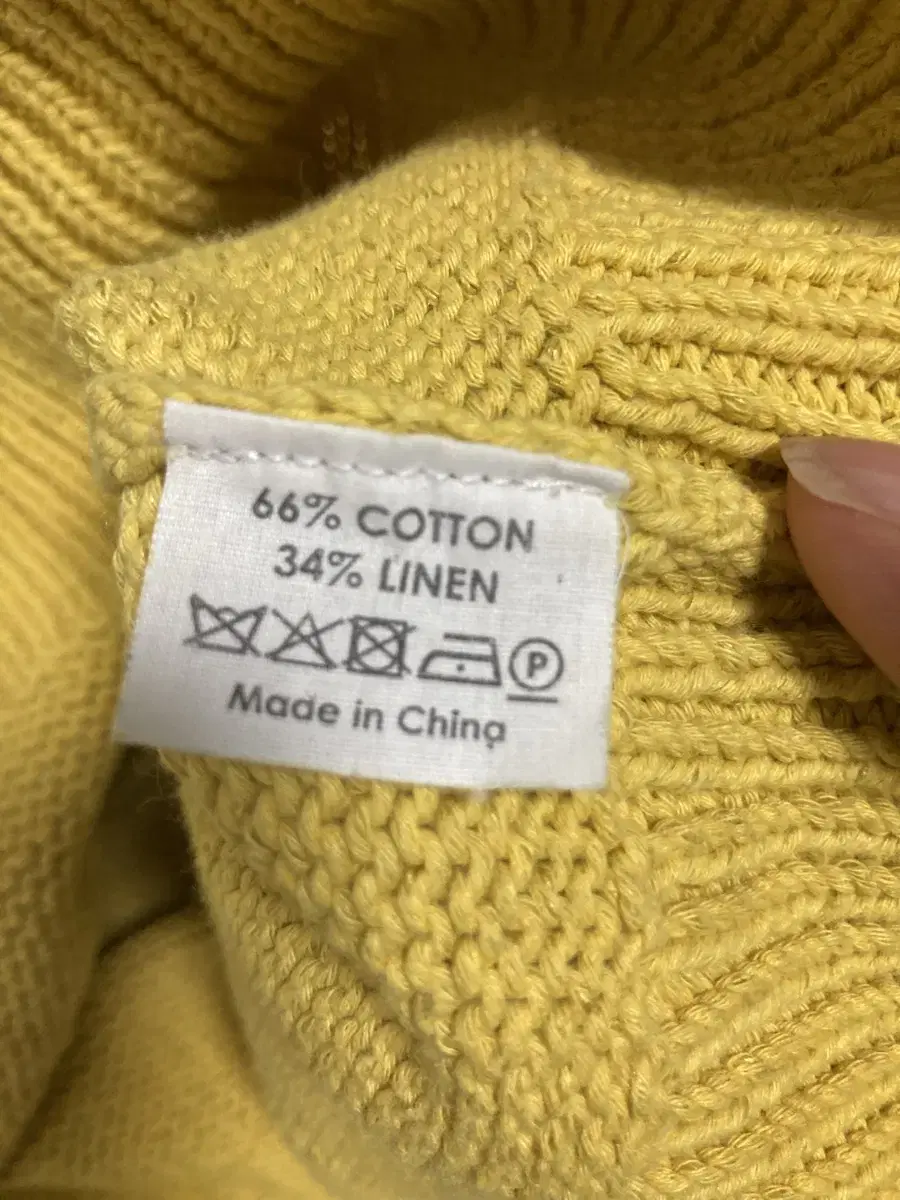 66% COTTON
34% LINEN
P
Made in China